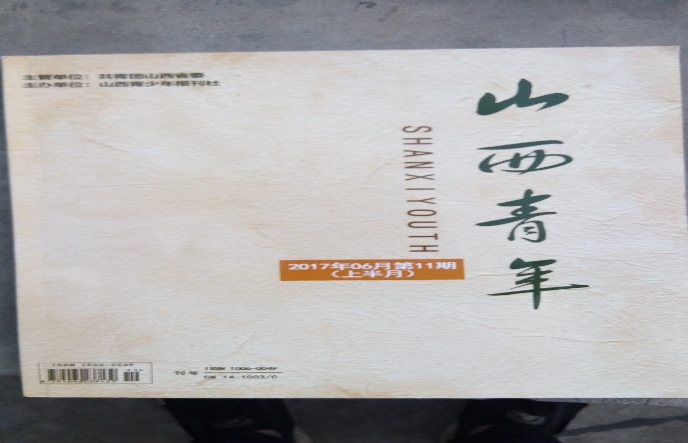 主管单位：共青团山西省委
主办单位：山西青少年报刊社
山西青年
SHANXI YOUTH
2017年06月第11期
（上半月）
刊号
ISSN 1006-0049
CN 14-1003/C